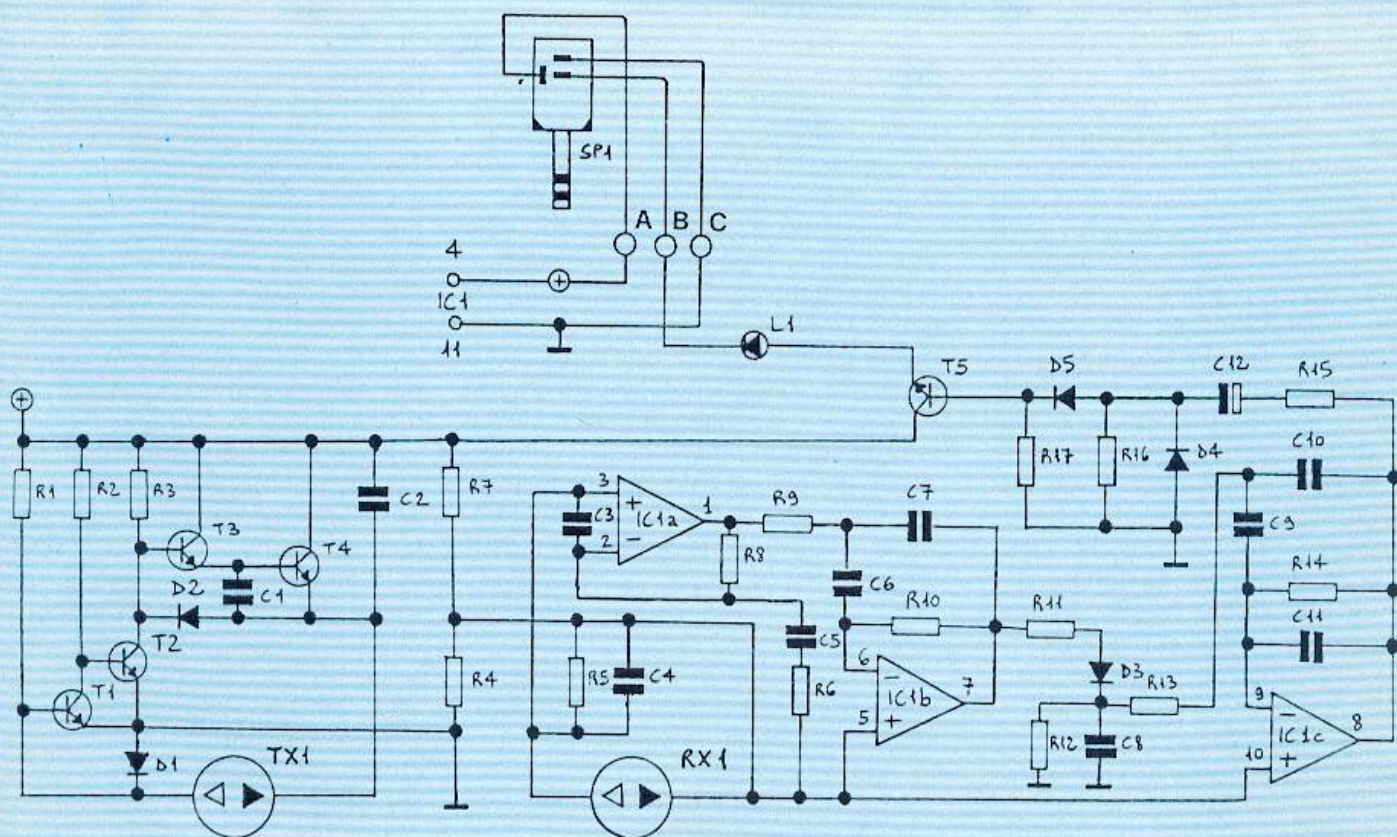 SP1
A B C
4
IC1
11
L1
T5
D5
C12
R15
+
R17
R16
D4
C10
R1
R2
R3
C2
R7
3
+
IC1a
1
R9
C7
C9
T3
T4
C3
2
-
R8
R14
D2
C1
C6
R10
R11
C11
T2
C5
R4
R5
C4
R6
6
-
IC1b
7
5
+
D3
R13
T1
9
-
IC1c
8
10
+
D1
TX1
RX1
R12
C8